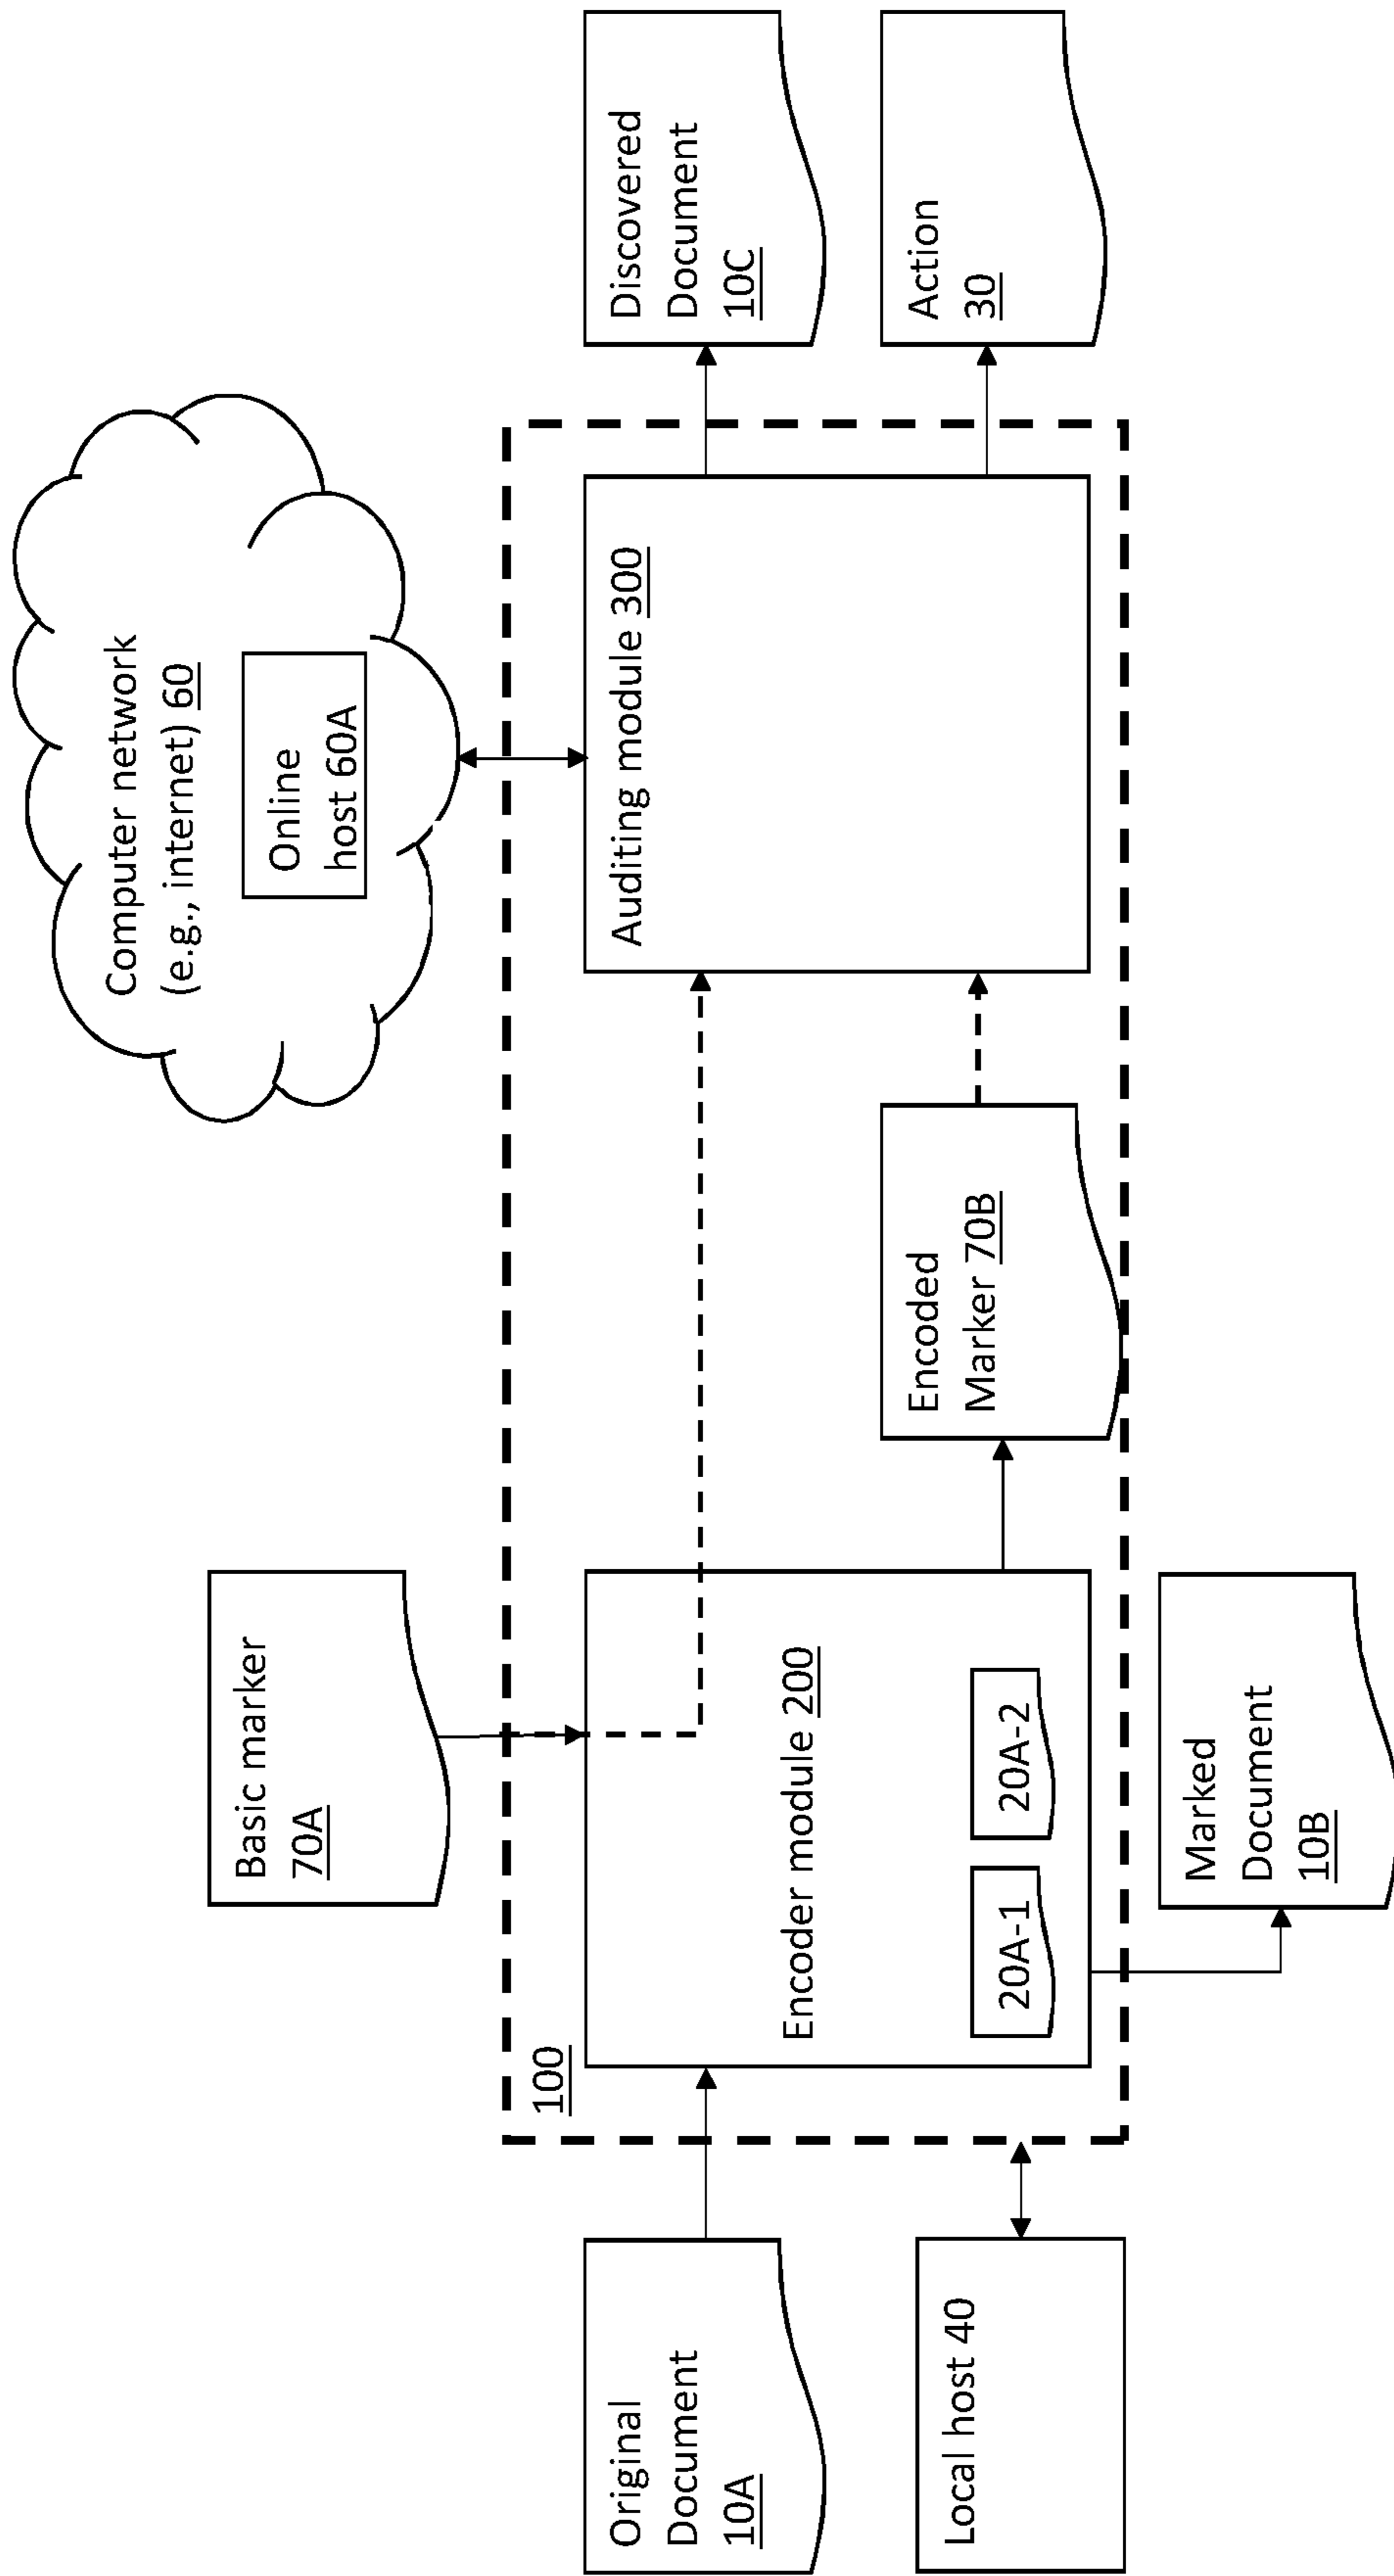 Computer network
(e.g., internet) 60
Online
host 60A
Basic marker
70A
100
Original
Document
10A
Encoder module 200
20A-1
20A-2
Auditing module 300
Discovered
Document
10C
Local host 40
Encoded
Marker 70B
Action
30
Marked
Document
10B